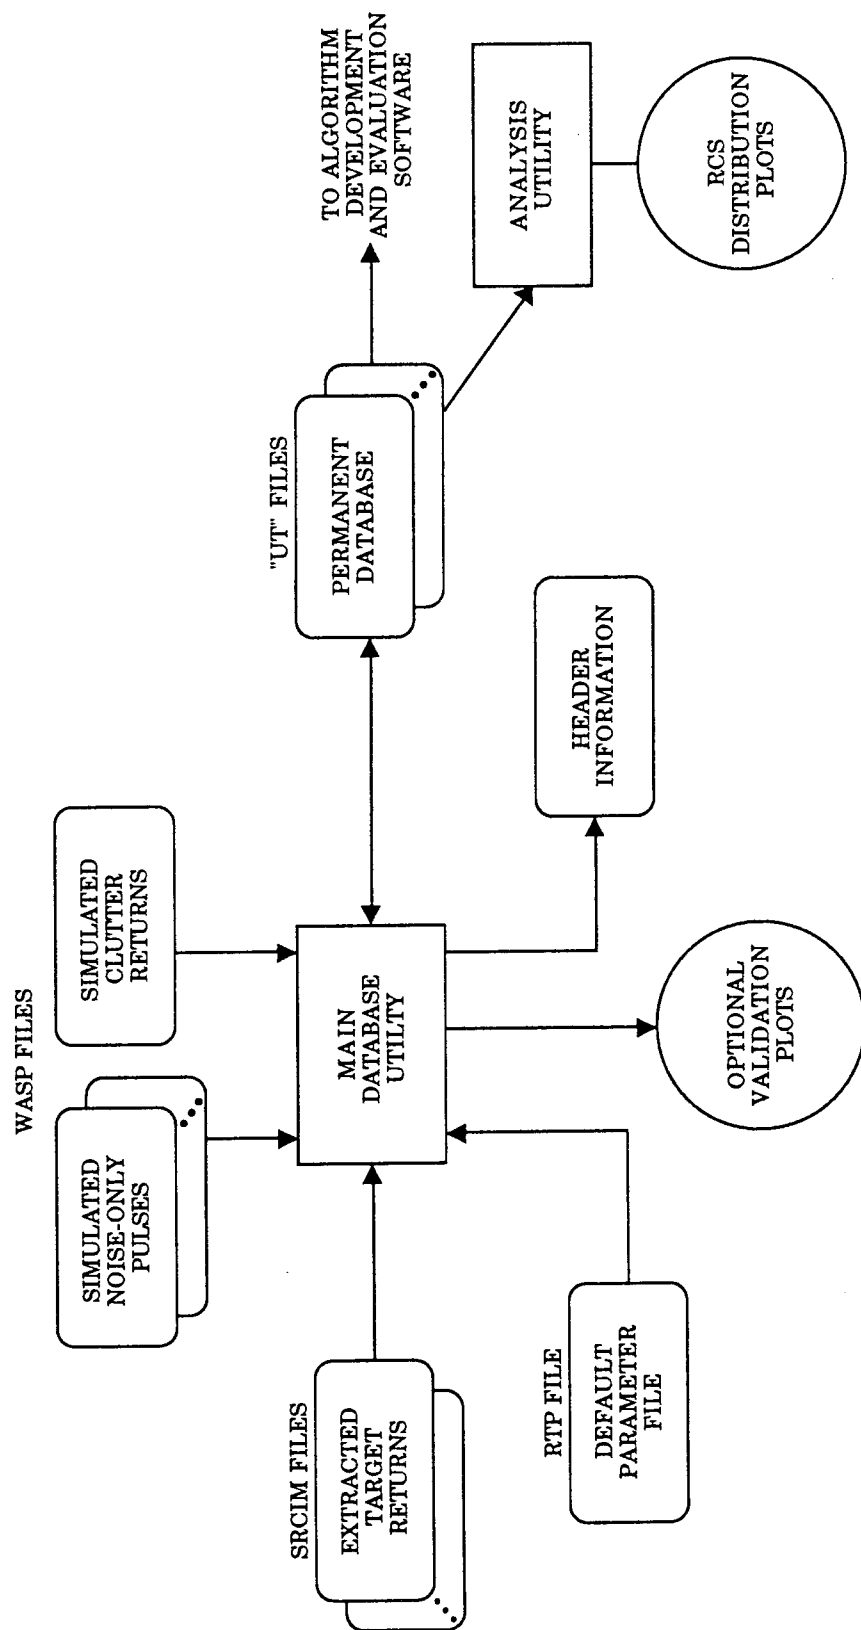 WASP FILES
SIMULATED
NOISE-ONLY
PULSES
SIMULATED
CLUTTER
RETURNS
SRCIM FILES
EXTRACTED
TARGET
RETURNS
MAIN
DATABASE
UTILTY
"UT" FILES
PERMANENT
DATABASE
TO ALGORITHM
DEVELOPMENT
AND EVALUATION
SOFTWARE
RTP FILE
DEFAULT
PARAMETER
FILE
OPTIONAL
VALIDATION
PLOTS
HEADER
INFORMATION
ANALYSIS
UTILITY
RCS
DISTRIBUTION
PLOTS